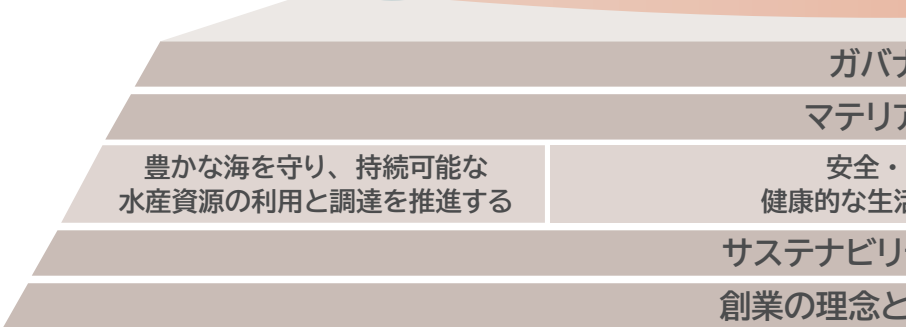 ガバナ
マテリア
豊かな海を守り、持続可能な
水産資源の利用と調達を推進する
安全・
健康的な生活
サステナビリ
創業の理念と